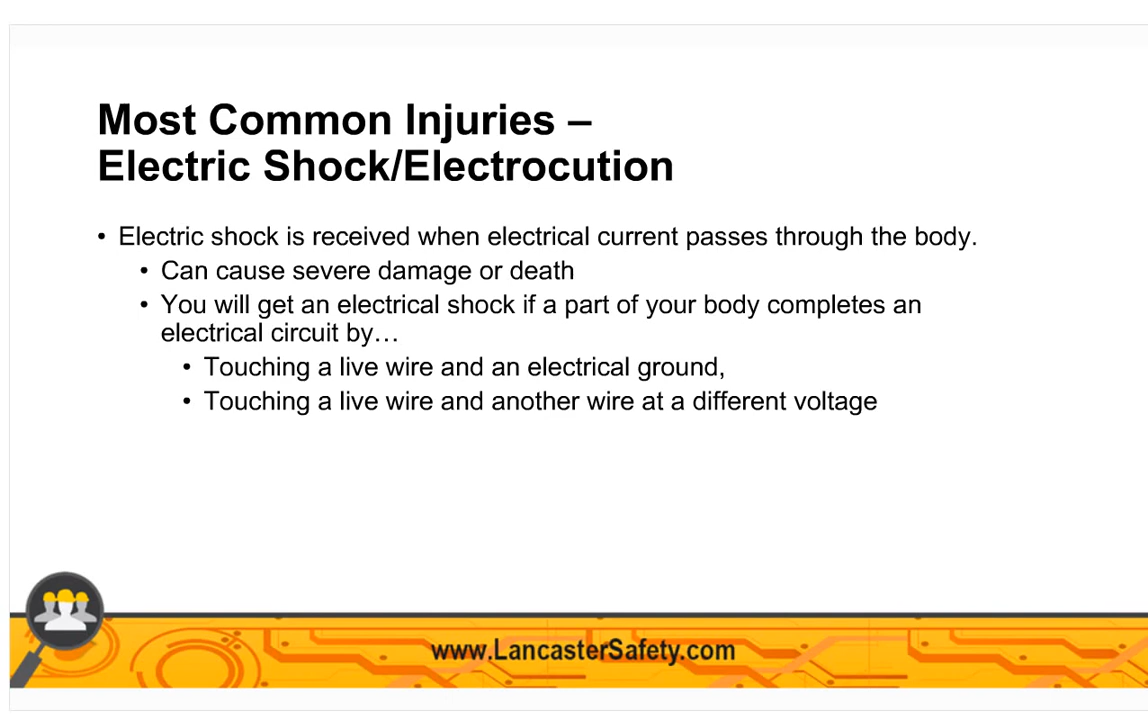 Most Common Injuries –
Electric Shock/Electrocution
• Electric shock is received when electrical current passes through the body.
• Can cause severe damage or death
• You will get an electrical shock if a part of your body completes an
electrical circuit by…
• Touching a live wire and an electrical ground,
• Touching a live wire and another wire at a different voltage
www.LancasterSafety.com